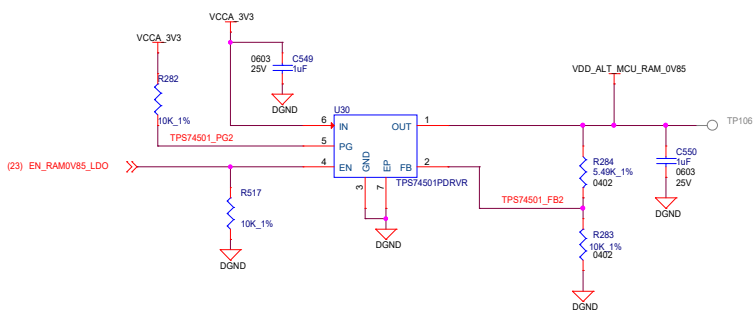 VCCA_3V3
VCCA_3V3
0603
25V
C549
1uF
DGND
R282
10K_1%
TPS74501_PG2
U30
6
IN
OUT
1
5
PG
4
EN
FB
2
GND
EP
3
7
TPS74501PDRVR
DGND
(23) EN_RAM0V85_LDO
R517
10K_1%
DGND
VDD_ALT_MCU_RAM_0V85
TP106
R284
5.49K_1%
0402
C550
1uF
0603
25V
DGND
TPS74501_FB2
R283
10K_1%
0402
DGND